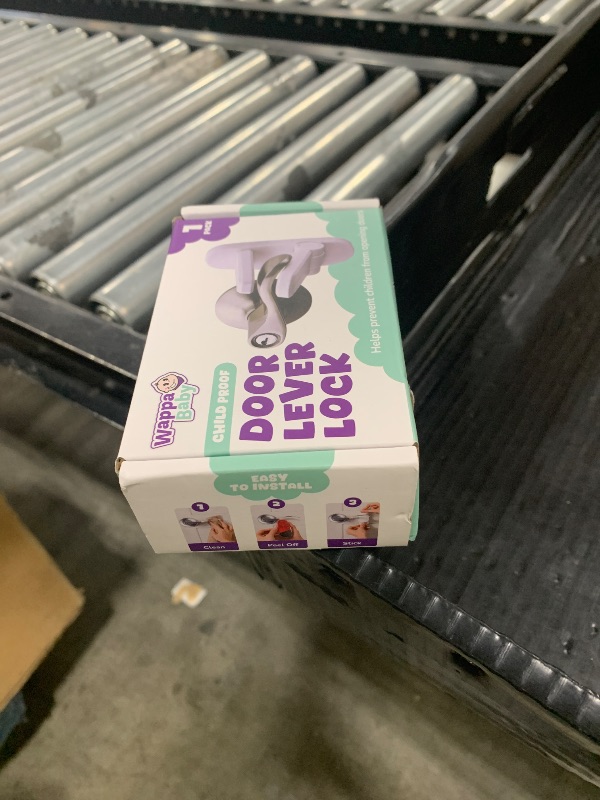 1
PACK
Helps prevent children from opening doors
Wappa
Baby
CHILD PROOF
DOOR
LEVER
LOCK
EASY
TO INSTALL
1
2
3
Clean
Peel Off
Stick